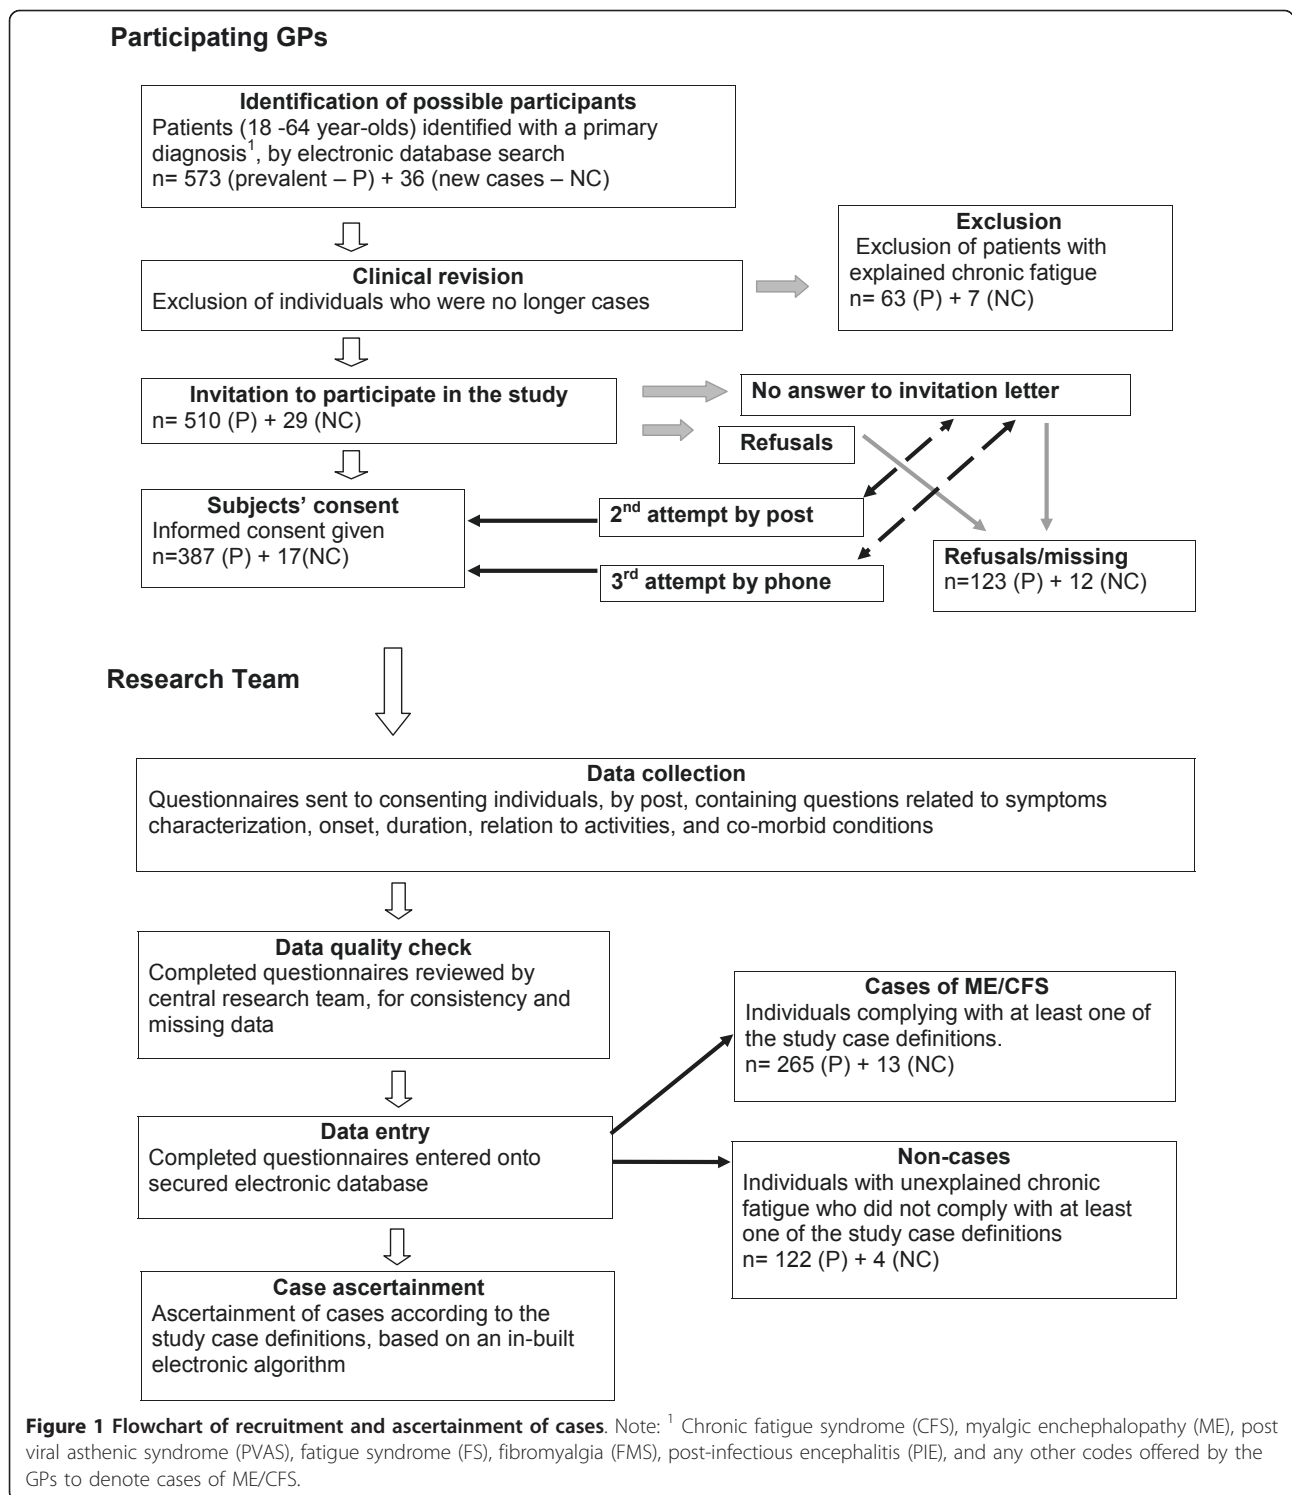 Participating GPs
Identification of possible participants
Patients (18 -64 year-olds) identified with a primary
diagnosis1, by electronic database search
n= 573 (prevalent – P) + 36 (new cases – NC)
Exclusion
Exclusion of patients with
explained chronic fatigue
n= 63 (P) + 7 (NC)
Clinical revision
Exclusion of individuals who were no longer cases
Invitation to participate in the study
n= 510 (P) + 29 (NC)
No answer to invitation letter
Refusals
Subjects’ consent
Informed consent given
n=387 (P) + 17(NC)
2nd attempt by post
3rd attempt by phone
Refusals/missing
n=123 (P) + 12 (NC)
Research Team
Data collection
Questionnaires sent to consenting individuals, by post, containing questions related to symptoms
characterization, onset, duration, relation to activities, and co-morbid conditions
Data quality check
Completed questionnaires reviewed by
central research team, for consistency and
missing data
Cases of ME/CFS
Individuals complying with at least one of
the study case definitions.
n= 265 (P) + 13 (NC)
Data entry
Completed questionnaires entered onto
secured electronic database
Non-cases
Individuals with unexplained chronic
fatigue who did not comply with at least
one of the study case definitions
n= 122 (P) + 4 (NC)
Case ascertainment
Ascertainment of cases according to the
study case definitions, based on an in-built
electronic algorithm
Figure 1 Flowchart of recruitment and ascertainment of cases. Note: 1 Chronic fatigue syndrome (CFS), myalgic enchephalopathy (ME), post
viral asthenic syndrome (PVAS), fatigue syndrome (FS), fibromyalgia (FMS), post-infectious encephalitis (PIE), and any other codes offered by the
GPs to denote cases of ME/CFS.